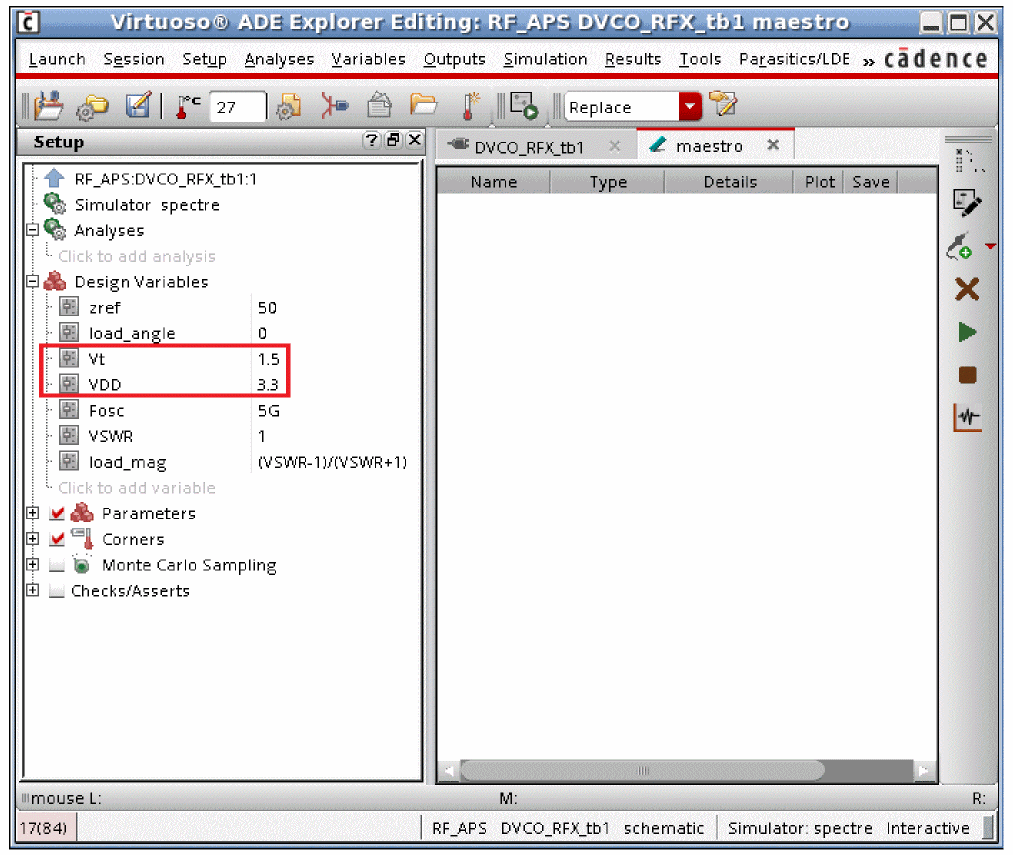 Virtuoso® ADE Explorer Editing: RF_APS DVCO_RFX_tb1 maestro
Launch Session Setup Analyses Variables Outputs Simulation Results Tools Parasitics/LDE » cādence
°C 27 Replace
Setup
DVCO_RFX_tb1 maestro
Name Type Details Plot Save
RF_APS:DVCO_RFX_tb1:1
Simulator spectre
Analyses
Click to add analysis
Design Variables
zref 50
load_angle 0
Vt 1.5
VDD 3.3
Fosc 5G
VSWR 1
load_mag (VSWR-1)/(VSWR+1)
Click to add variable
Parameters
Corners
Monte Carlo Sampling
Checks/Asserts
mouse L: M: R:
17(84) RF_APS DVCO_RFX_tb1 schematic Simulator: spectre Interactive